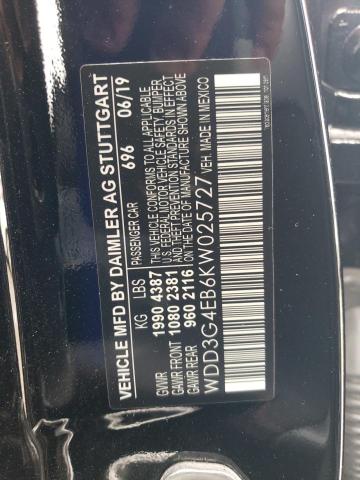 VEHICLE MFD BY DAIMLER AG STUTTGART
PASSENGER CAR 696 06/19
KG LBS
GVWR 1990 4387
GAWR FRONT 1080 2381
GAWR REAR 960 2116
THIS VEHICLE CONFORMS TO ALL APPLICABLE
U.S. FEDERAL MOTOR VEHICLE SAFETY, BUMPER,
AND THEFT PREVENTION STANDARDS IN EFFECT
ON THE DATE OF MANUFACTURE SHOWN ABOVE.
WDD3G4EB6KW025727
VEH. MADE IN MEXICO